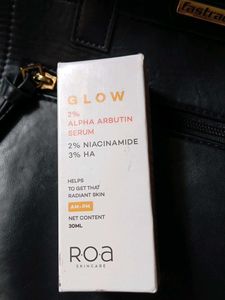 fastrack
GLOW
2%
ALPHA ARBUTIN
SERUM
2% NIACINAMIDE
3% HA
HELPS
TO GET THAT
RADIANT SKIN
AM-PM
NET CONTENT
30ML
ROA
SKINCARE